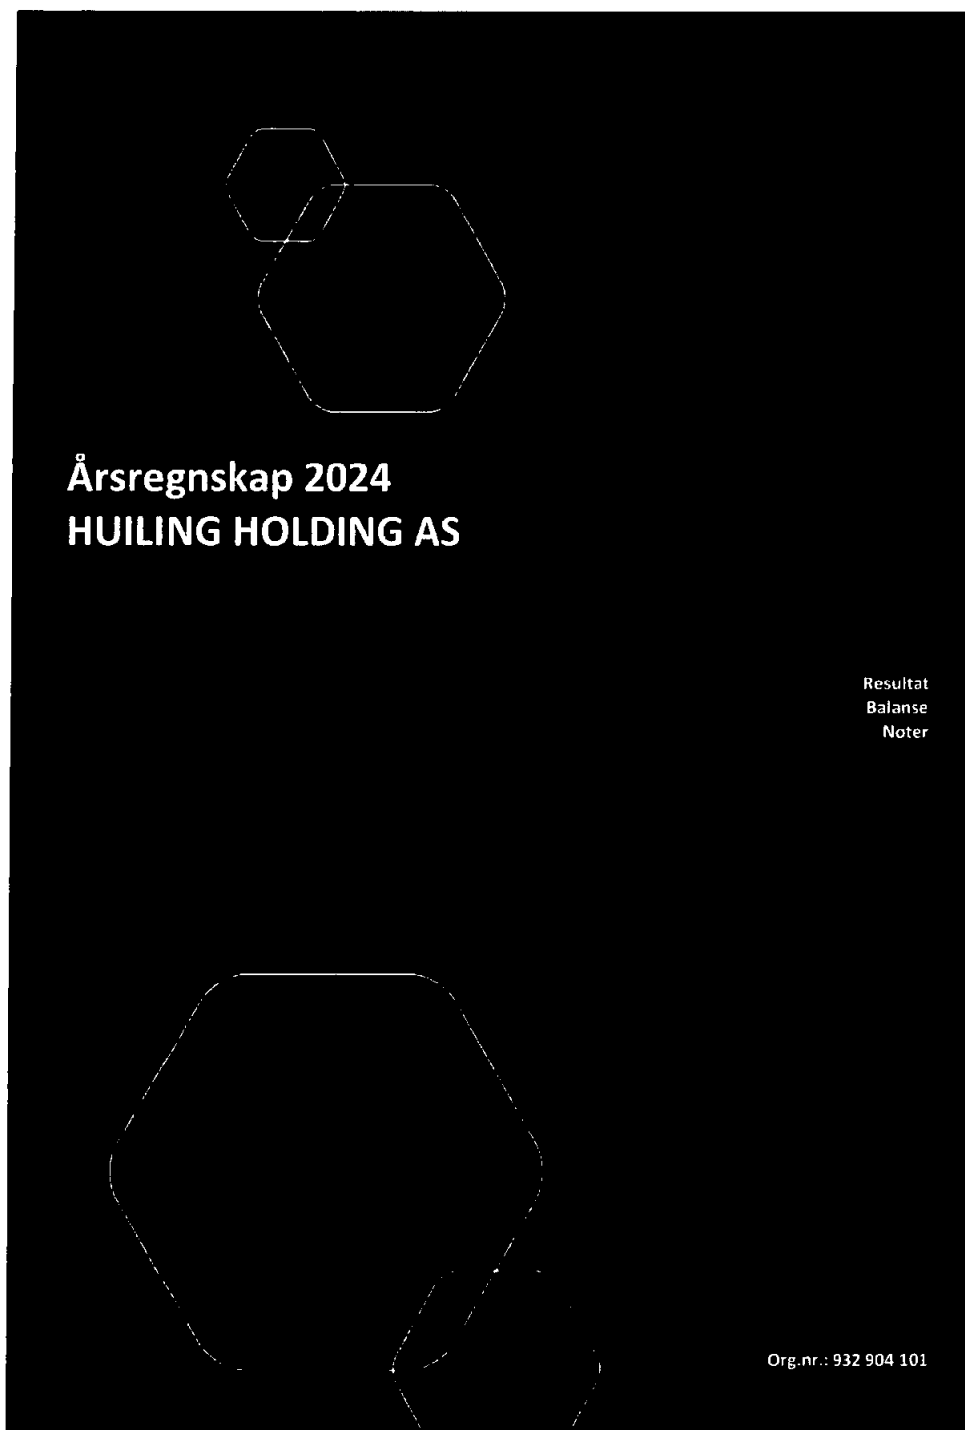 Årsregnskap 2024
HUILING HOLDING AS
Resultat
Balanse
Noter
Org.nr.: 932 904 101